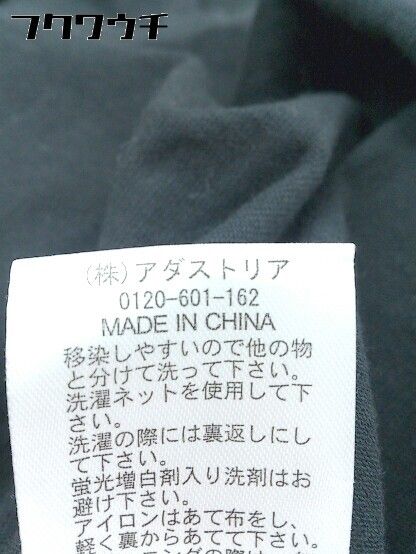 フクウウチ
(株)アダストリア
0120-601-162
MADE IN CHINA
移染しやすいので他の物
と分けて洗って下さい。
洗濯ネットを使用して下
さい。
洗濯の際には裏返しにし
て下さい。
蛍光増白剤入り洗剤はお
避け下さい。
アイロンはあて布をし、
軽く裏からあてて下さい。